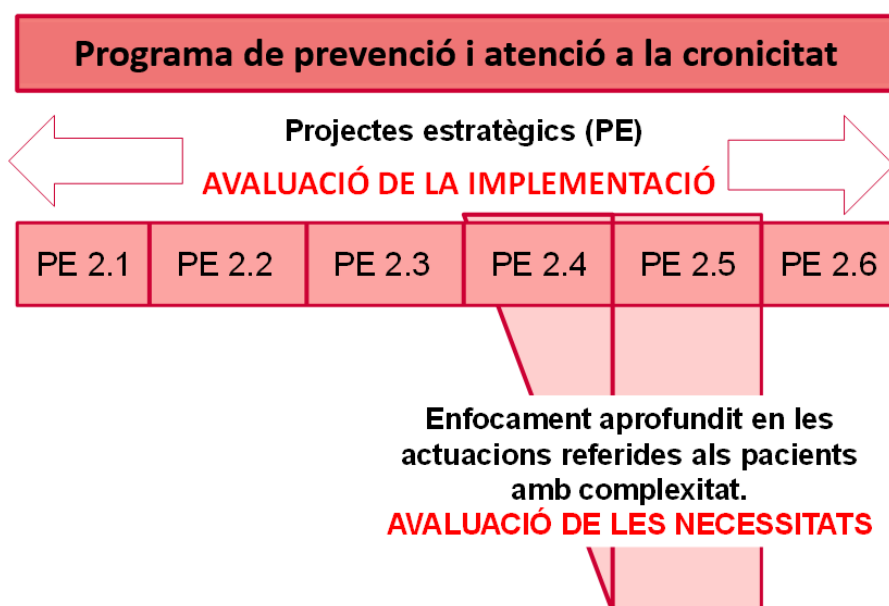 Programa de prevenció i atenció a la cronicitat
Projectes estratègics (PE)
AVALUACIÓ DE LA IMPLEMENTACIÓ
PE 2.1
PE 2.2
PE 2.3
PE 2.4
PE 2.5
PE 2.6
Enfocament aprofundit en les
actuacions referides als pacients
amb complexitat.
AVALUACIÓ DE LES NECESSITATS